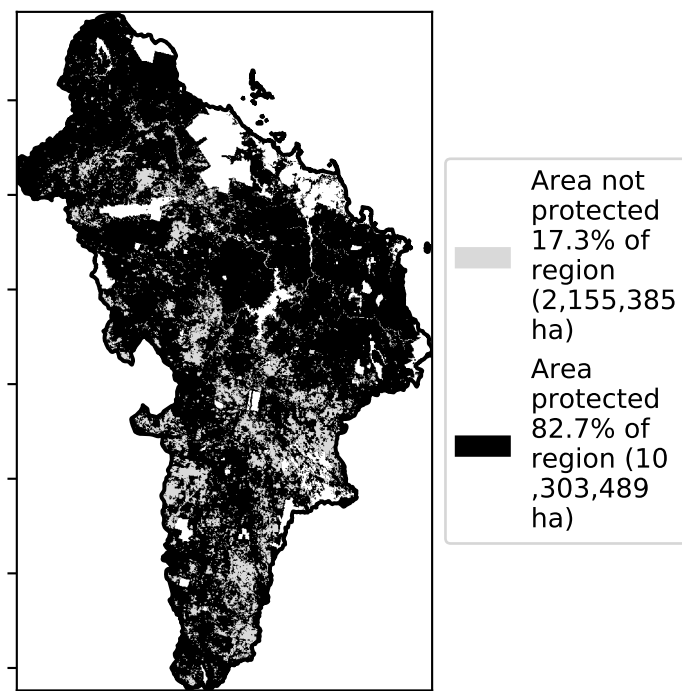 Area not
protected
17.3% of
region
(2,155,385
ha)
Area
protected
82.7% of
region (10
,303,489
ha)